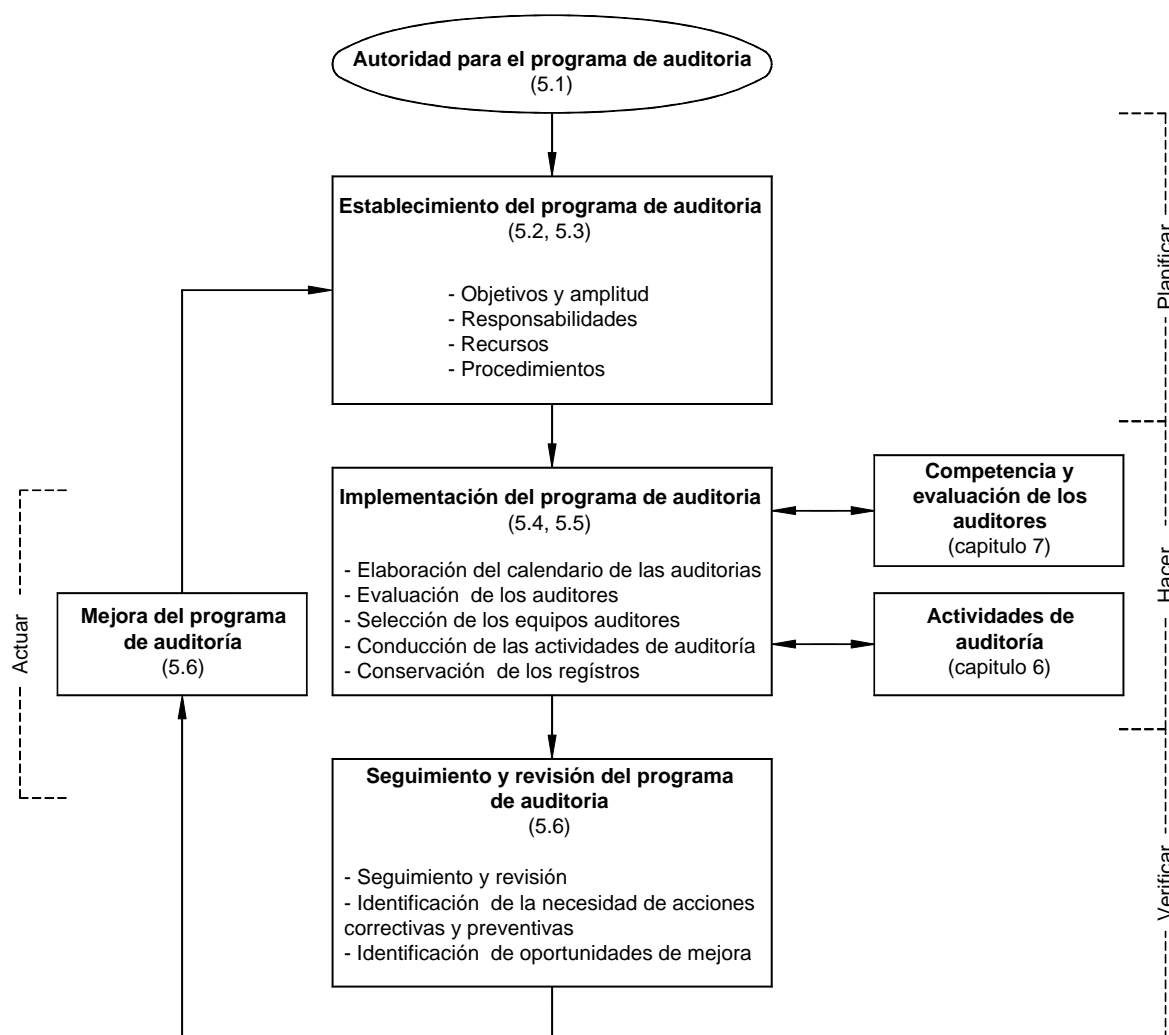 Autoridad para el programa de auditoria
(5.1)
Establecimiento del programa de auditoria
(5.2, 5.3)
- Objetivos y amplitud
- Responsabilidades
- Recursos
- Procedimientos
Planificar
Implementación del programa de auditoria
(5.4, 5.5)
- Elaboración del calendario de las auditorias
- Evaluación de los auditores
- Selección de los equipos auditores
- Conducción de las actividades de auditoría
- Conservación de los regístros
Competencia y
evaluación de los
auditores
(capitulo 7)
Actividades de
auditoría
(capitulo 6)
Hacer
Mejora del programa
de auditoría
(5.6)
Actuar
Seguimiento y revisión del programa
de auditoria
(5.6)
- Seguimiento y revisión
- Identificación de la necesidad de acciones
correctivas y preventivas
- Identificación de oportunidades de mejora
Verificar